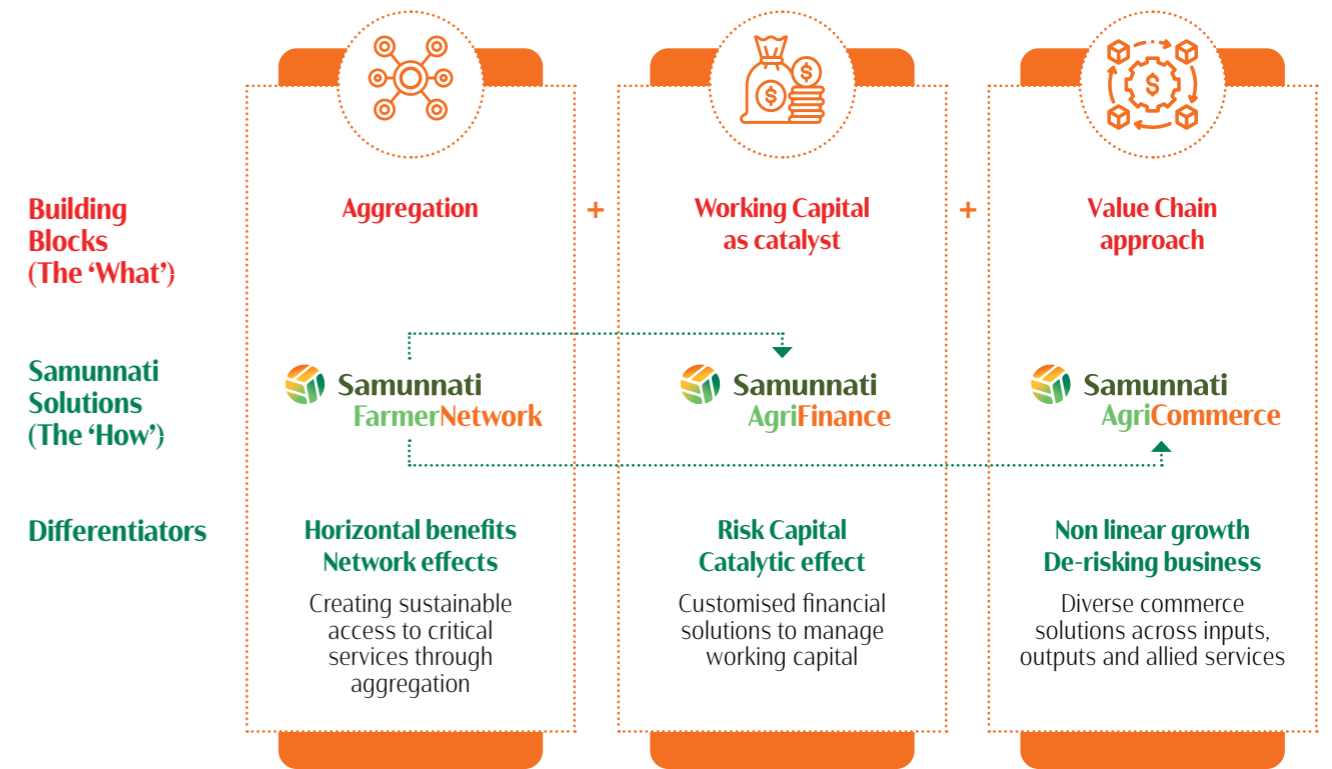 Building
Blocks
(The ‘What’)
Aggregation
+
Working Capital
as catalyst
+
Value Chain
approach
Samunnati
Solutions
(The ‘How’)
Samunnati
FarmerNetwork
Samunnati
AgriFinance
Samunnati
AgriCommerce
Differentiators
Horizontal benefits
Network effects
Creating sustainable
access to critical
services through
aggregation
Risk Capital
Catalytic effect
Customised financial
solutions to manage
working capital
Non linear growth
De-risking business
Diverse commerce
solutions across inputs,
outputs and allied services